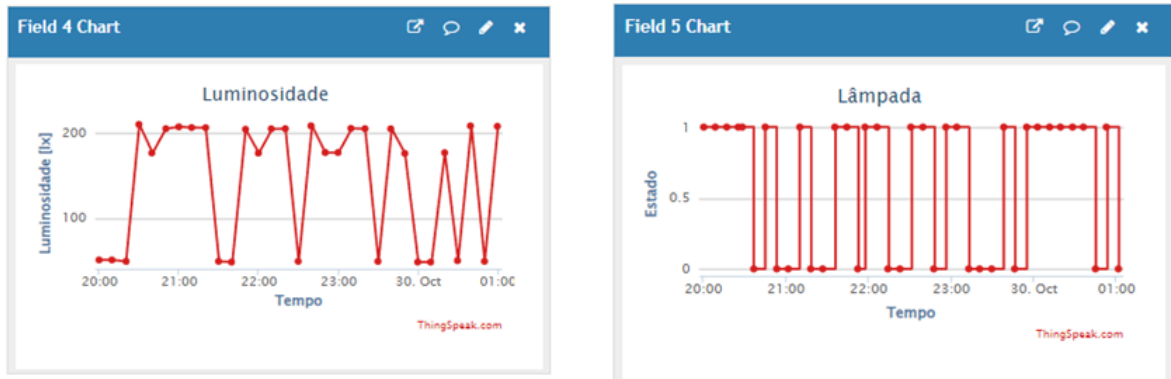 Field 4 Chart
Luminosidade
Luminosidade [lx]
200
100
20:00 21:00 22:00 23:00 30. Oct 01:00
Tempo
ThingSpeak.com
Field 5 Chart
Lâmpada
Estado
1
0.5
0
20:00 21:00 22:00 23:00 30. Oct 01:00
Tempo
ThingSpeak.com